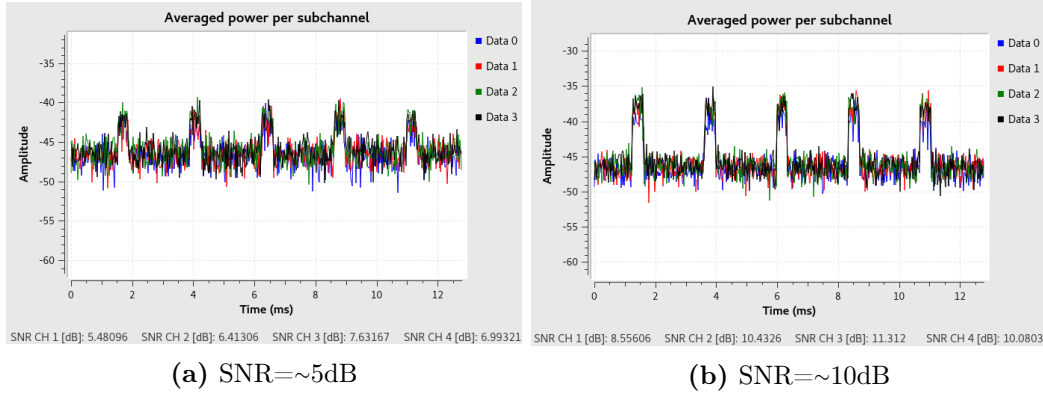 Averaged power per subchannel
-35
-40
-45
-50
-55
-60
Amplitude
0 2 4 6 8 10 12
Time (ms)
Data 0
Data 1
Data 2
Data 3
SNR CH 1 [dB]: 5.48096 SNR CH 2 [dB]: 6.41306 SNR CH 3 [dB]: 7.63167 SNR CH 4 [dB]: 6.99321
(a) SNR=~5dB
Averaged power per subchannel
-30
-35
-40
-45
-50
-55
-60
Amplitude
0 2 4 6 8 10 12
Time (ms)
Data 0
Data 1
Data 2
Data 3
SNR CH 1 [dB]: 8.55606 SNR CH 2 [dB]: 10.4326 SNR CH 3 [dB]: 11.312 SNR CH 4 [dB]: 10.0803
(b) SNR=~10dB